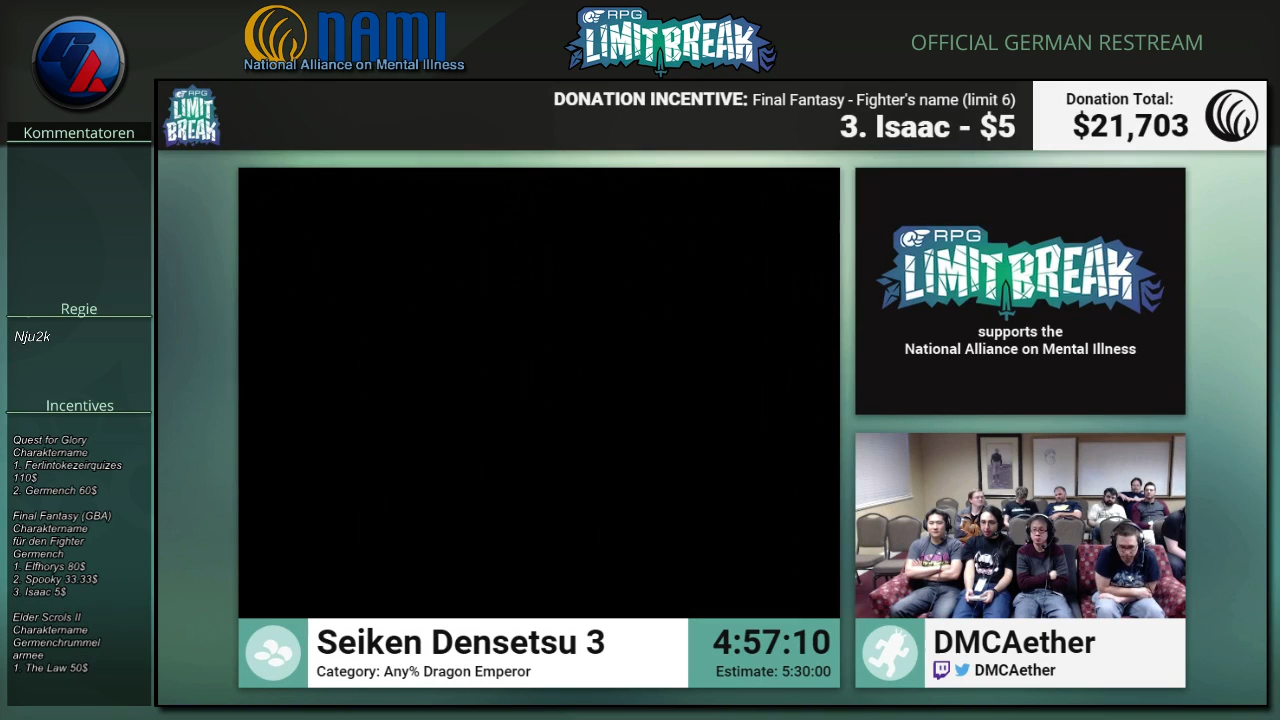 NAMI
National Alliance on Mental Illness
RPG
LIMIT BREAK
OFFICIAL GERMAN RESTREAM
Kommentatoren
RPG
LIMIT
BREAK
DONATION INCENTIVE: Final Fantasy - Fighter's name (limit 6)
3. Isaac - $5
Donation Total:
$21,703
RPG
LIMIT BREAK
supports the
National Alliance on Mental Illness
Regie
Nju2k
Incentives
Quest for Glory
Charaktername
1. Ferlintokezeirquizes
110$
2. Germench 60$
Final Fantasy (GBA)
Charaktername
für den Fighter
Germench
1. Elfhorys 80$
2. Spooky 33.33$
3. Isaac 5$
Elder Scrols II
Charaktername
Germenchrummel
armee
1. The Law 50$
Seiken Densetsu 3
Category: Any% Dragon Emperor
4:57:10
Estimate: 5:30:00
DMCAether
DMCAether